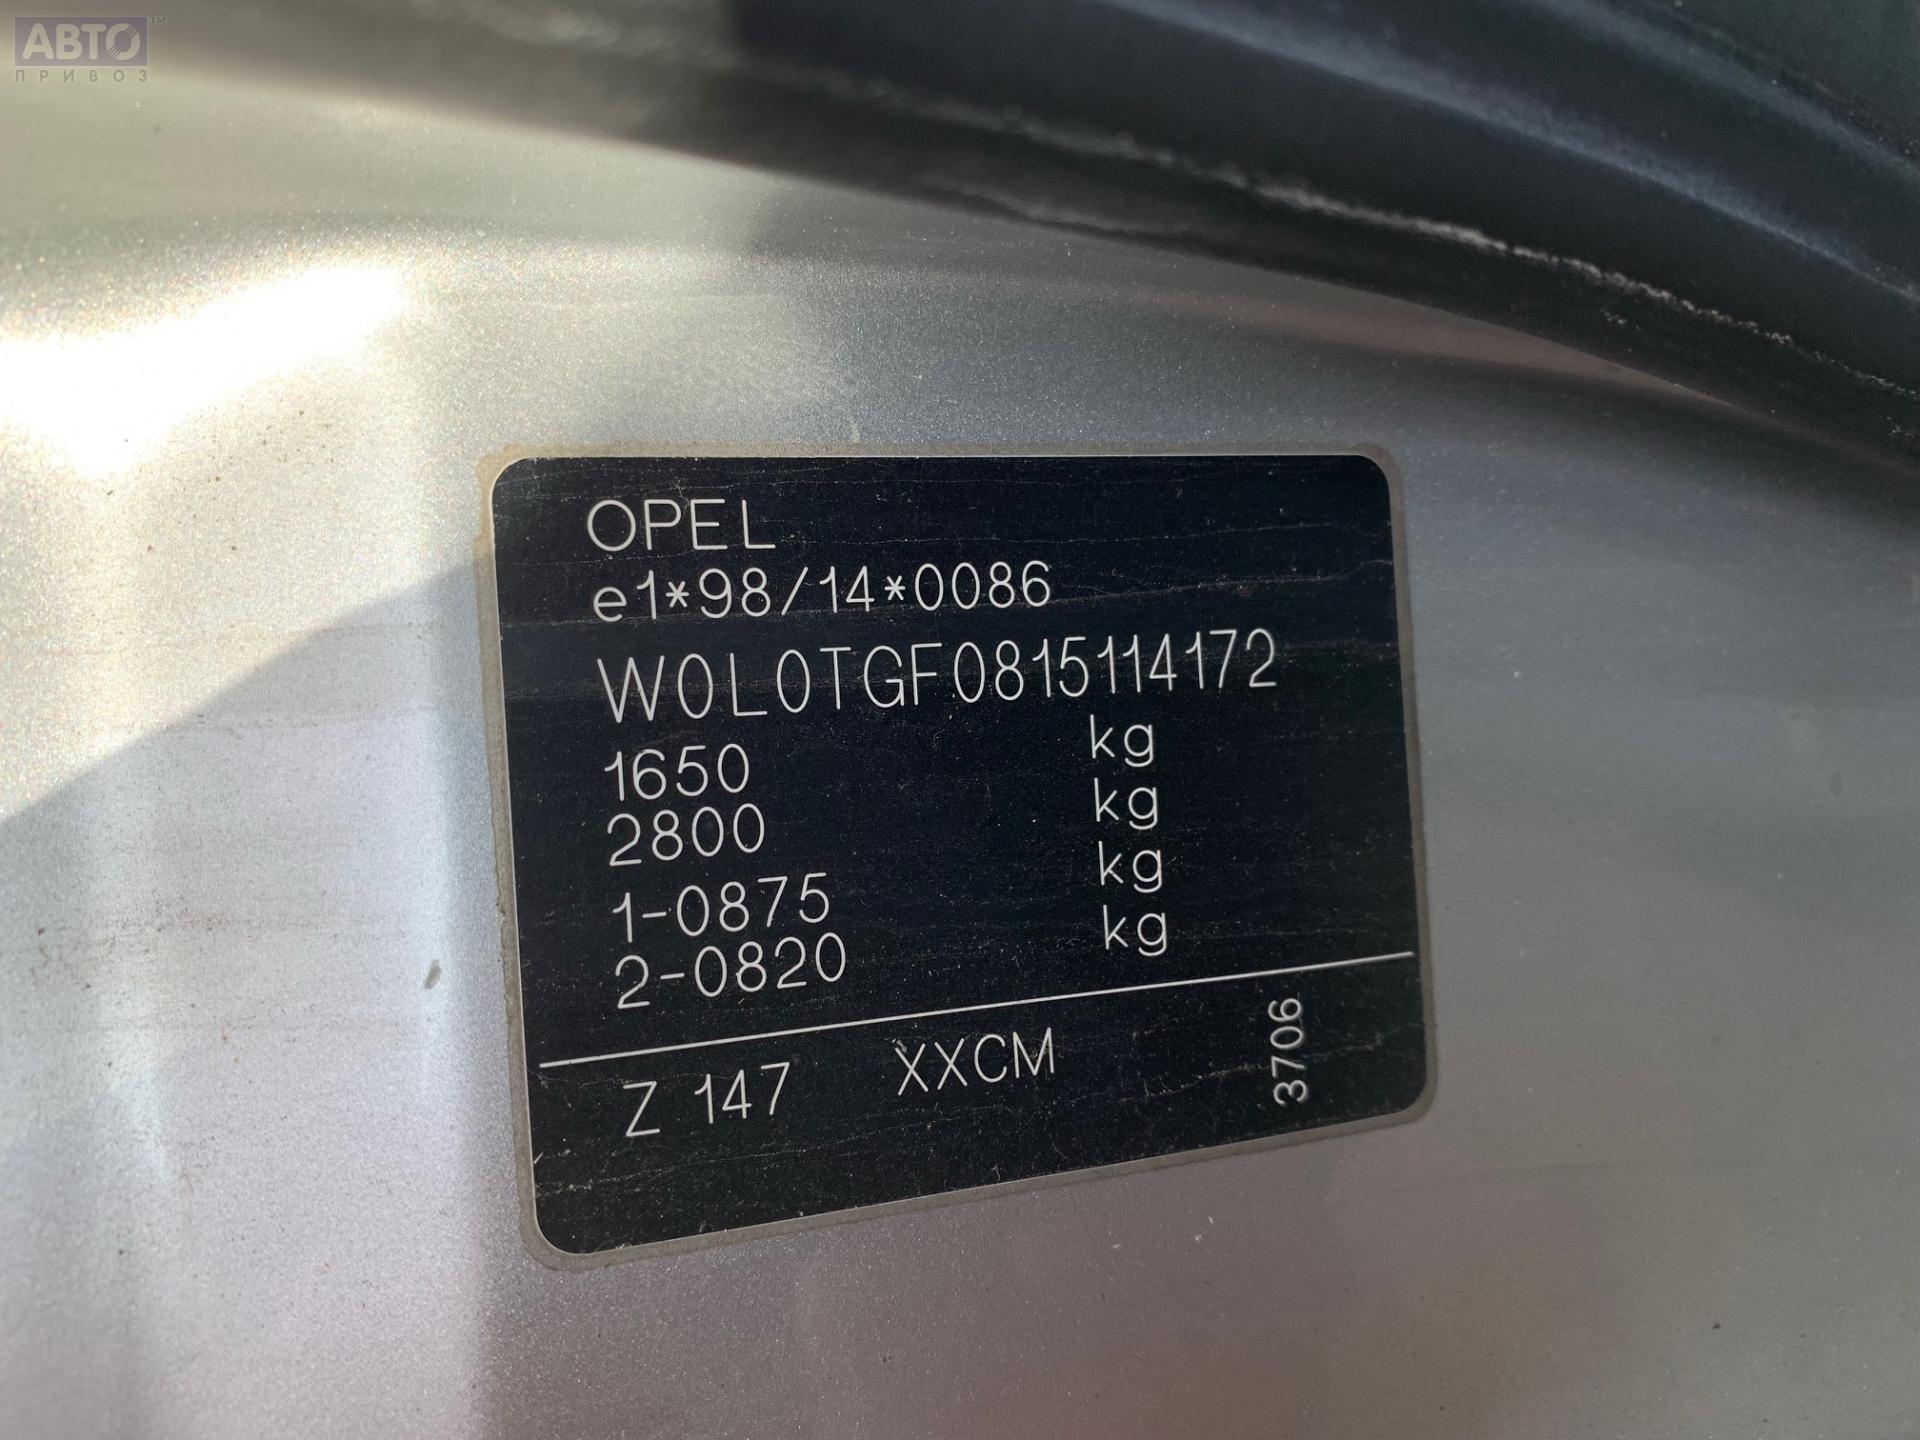 АВТО™
ПРИВОЗ
OPEL
e1*98/14*0086
W0L0TGF0815114172
1650 kg
2800 kg
1-0875 kg
2-0820 kg
Z 147 XXCM 3706